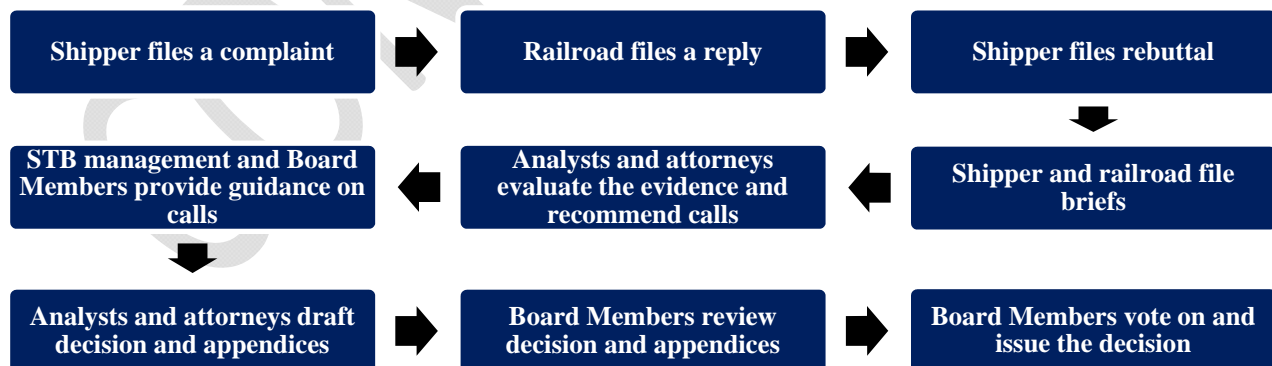 Shipper files a complaint
Railroad files a reply
Shipper files rebuttal
Shipper and railroad file
briefs
Analysts and attorneys
evaluate the evidence and
recommend calls
STB management and Board
Members provide guidance on
calls
Analysts and attorneys draft
decision and appendices
Board Members review
decision and appendices
Board Members vote on and
issue the decision